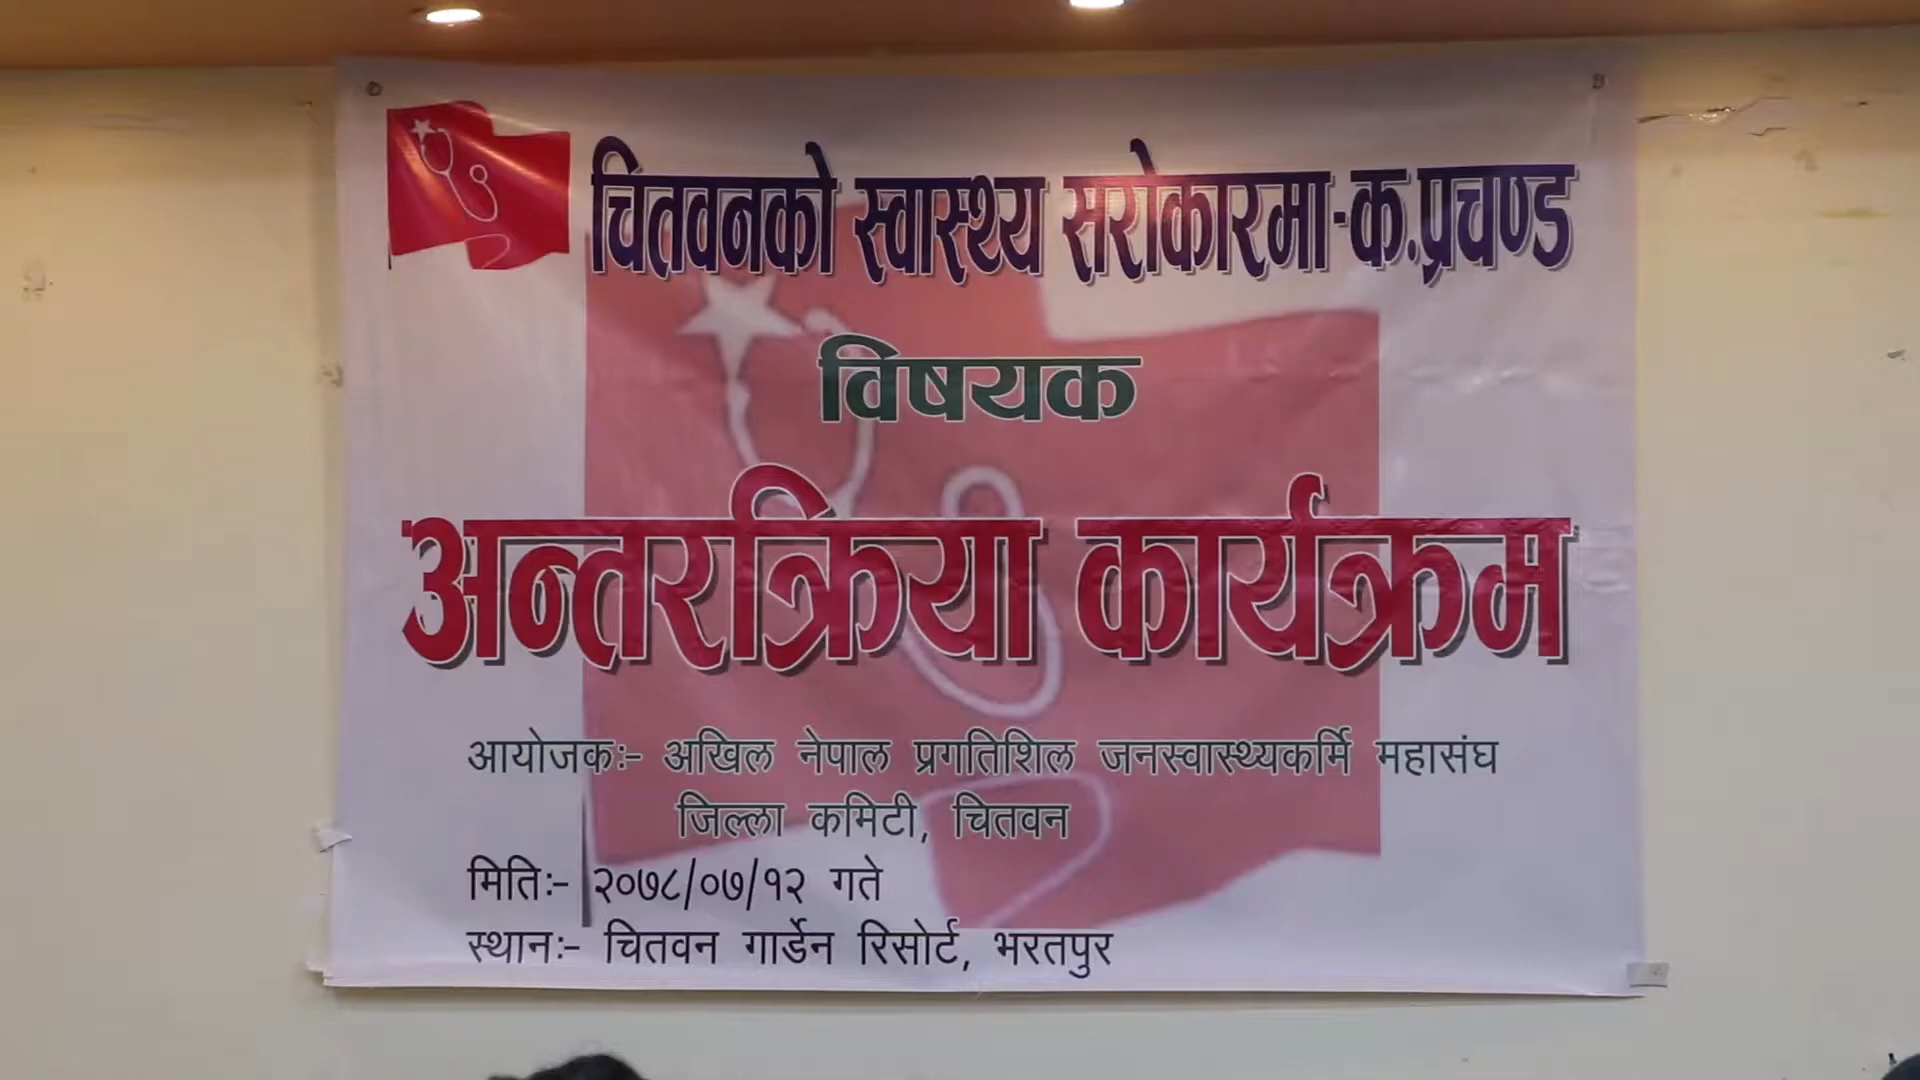 चितवनको स्वास्थ्य सरोकारमा-क.प्रचण्ड
विषयक
अन्तरक्रिया कार्यक्रम
आयोजकः- अखिल नेपाल प्रगतिशिल जनस्वास्थ्यकर्मि महासंघ
जिल्ला कमिटी, चितवन
मितिः- २०७८/०७/१२ गते
स्थानः- चितवन गार्डेन रिसोर्ट, भरतपुर